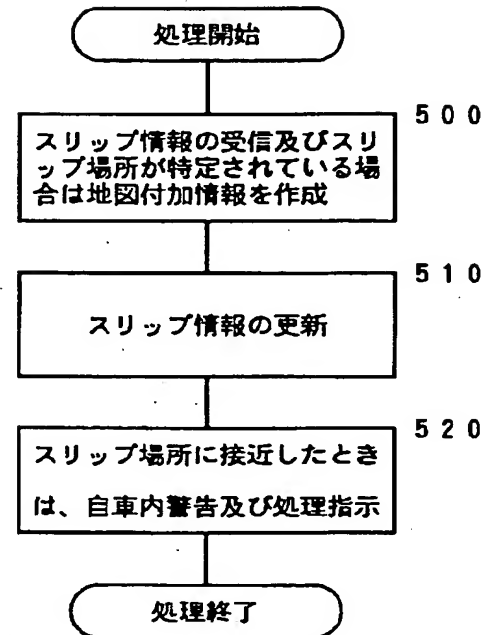 処理開始
500
スリップ情報の受信及びスリ
ップ場所が特定されている場
合は地図付加情報を作成
510
スリップ情報の更新
520
スリップ場所に接近したとき
は、自車内警告及び処理指示
処理終了